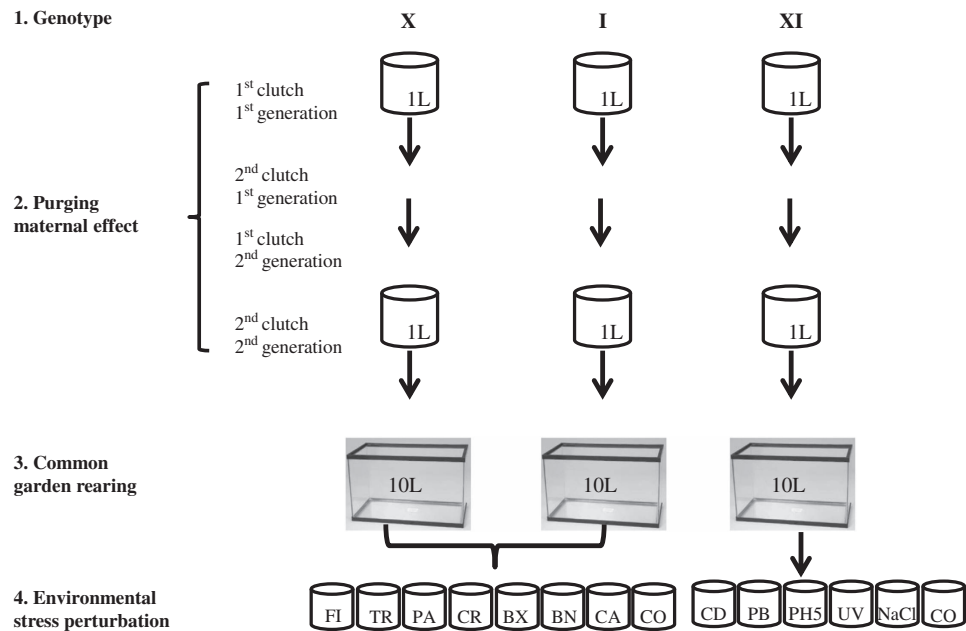 1. Genotype X I XI
1st clutch
1st generation
1L 1L 1L
2nd clutch
1st generation
2. Purging
maternal effect
1st clutch
2nd generation
2nd clutch
2nd generation
1L 1L 1L
3. Common
garden rearing
10L 10L 10L
4. Environmental
stress perturbation
FI TR PA CR BX BN CA CO CD PB PH5 UV NaCl CO